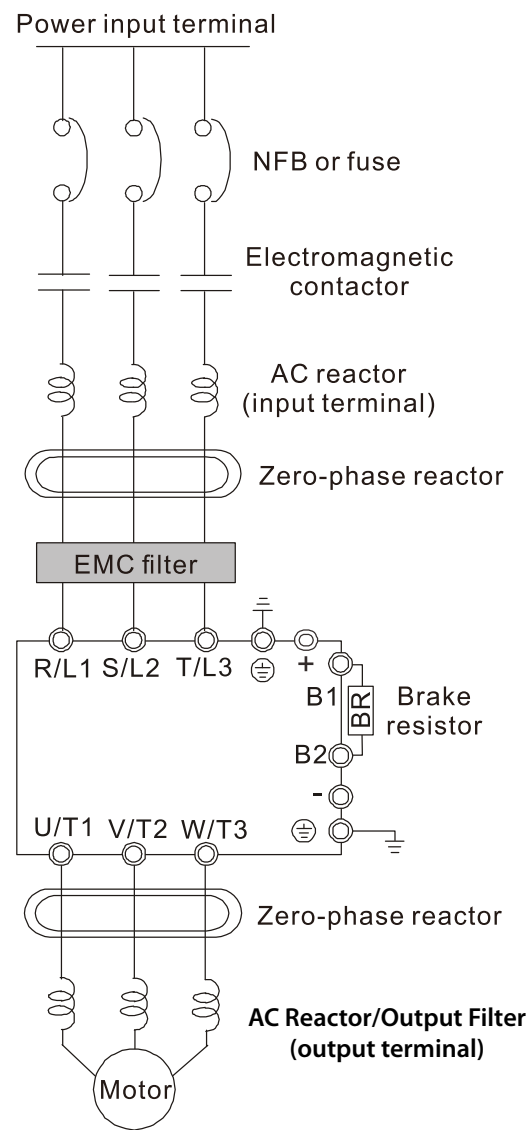 Power input terminal
NFB or fuse
Electromagnetic
contactor
AC reactor
(input terminal)
Zero-phase reactor
EMC filter
R/L1 S/L2 T/L3 +
B1
BR
Brake
resistor
B2
-
U/T1 V/T2 W/T3
Zero-phase reactor
AC Reactor/Output Filter
(output terminal)
Motor